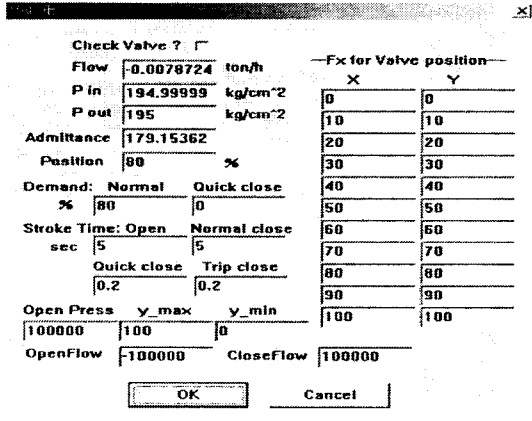 Check Valve ?
Flow -0.0078724 ton/h
P in 194.99999 kg/cm^2
P out 195 kg/cm^2
Admittance 179.15362
Position 80 %
Demand: Normal Quick close
% 80 0
Stroke Time: Open Normal close
sec 5 5
Quick close Trip close
0.2 0.2
Open Press y_max y_min
100000 100 0
OpenFlow -100000 CloseFlow 100000
Fx for Valve position
X Y
0 0
10 10
20 20
30 30
40 40
50 50
60 60
70 70
80 80
90 90
100 100
OK Cancel